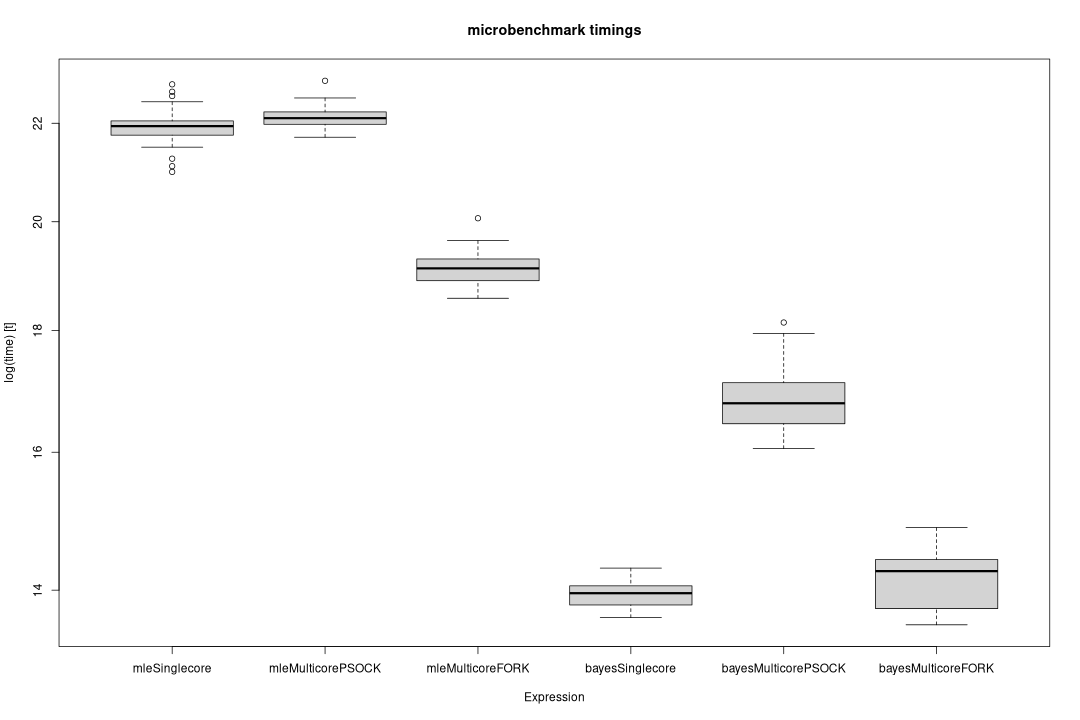 microbenchmark timings
log(time) [t]
22
20
18
16
14
mleSinglecore
mleMulticorePSOCK
mleMulticoreFORK
bayesSinglecore
bayesMulticorePSOCK
bayesMulticoreFORK
Expression